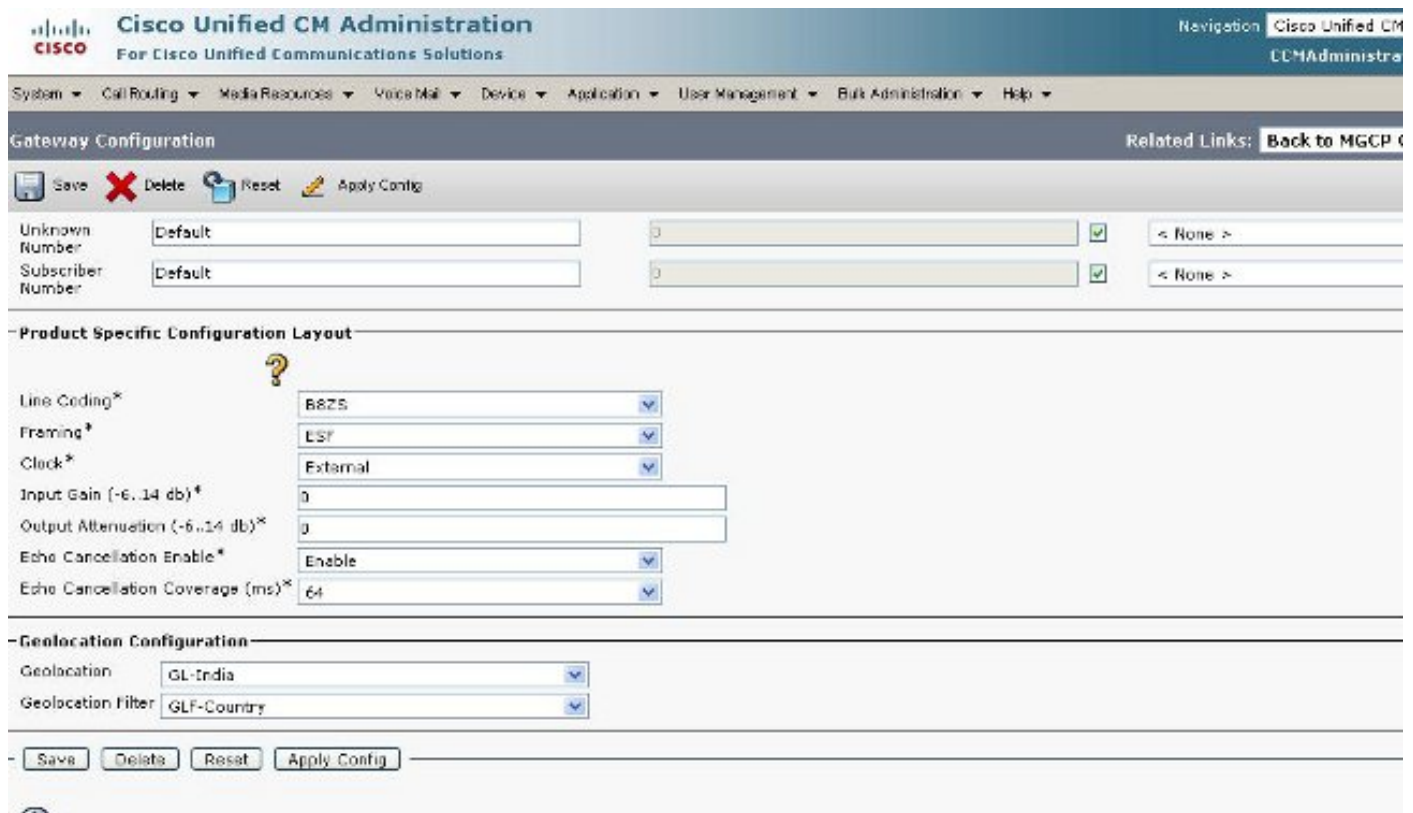 CISCO
Cisco Unified CM Administration
For Cisco Unified Communications Solutions
Navigation Cisco Unified CM
CCMAdministra
System Call Routing Media Resources Voice Mail Device Application User Management Bulk Administration Help
Gateway Configuration
Related Links: Back to MGCP
Save Delete Reset Apply Config
Unknown Number Default 0 < None >
Subscriber Number Default 0 < None >
Product Specific Configuration Layout
?
Line Coding* B8ZS
Framing* ESF
Clock* External
Input Gain (-6..14 db)* 0
Output Attenuation (-6..14 db)* 0
Echo Cancellation Enable* Enable
Echo Cancellation Coverage (ms)* 64
Geolocation Configuration
Geolocation GL-India
Geolocation Filter GLF-Country
Save Delete Reset Apply Config